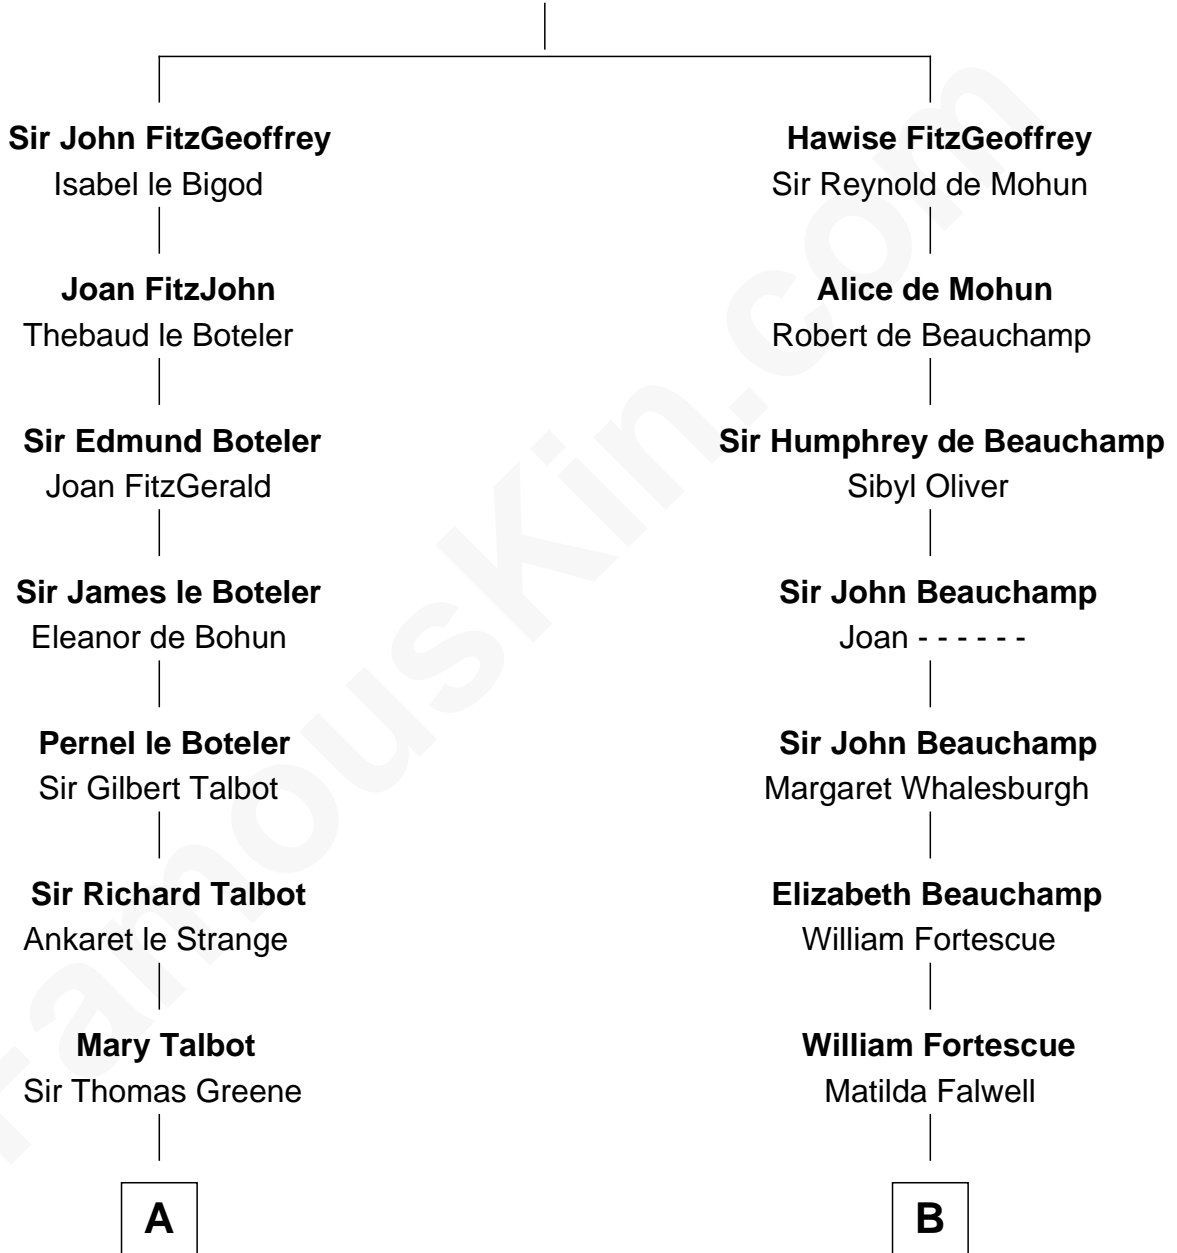 Sir John FitzGeoffrey
Isabel le Bigod
Joan FitzJohn
Thebaud le Boteler
Sir Edmund Boteler
Joan FitzGerald
Sir James le Boteler
Eleanor de Bohun
Pernel le Boteler
Sir Gilbert Talbot
Sir Richard Talbot
Ankaret le Strange
Mary Talbot
Sir Thomas Greene
A
Hawise FitzGeoffrey
Sir Reynold de Mohun
Alice de Mohun
Robert de Beauchamp
Sir Humphrey de Beauchamp
Sibyl Oliver
Sir John Beauchamp
Joan - - - - - -
Sir John Beauchamp
Margaret Whalesburgh
Elizabeth Beauchamp
William Fortescue
William Fortescue
Matilda Falwell
B
FamousKin.com